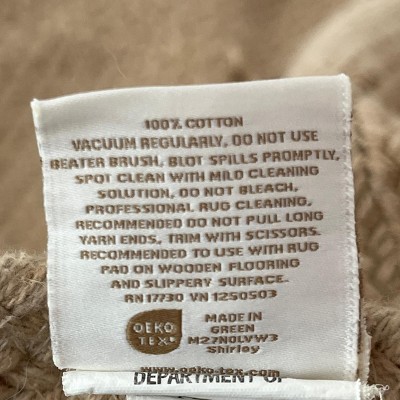 100% COTTON
VACUUM REGULARLY, DO NOT USE
BEATER BRUSH, BLOT SPILLS PROMPTLY,
SPOT CLEAN WITH MILD CLEANING
SOLUTION, DO NOT BLEACH,
PROFESSIONAL RUG CLEANING,
RECOMMENDED DO NOT PULL LONG
YARN ENDS, TRIM WITH SCISSORS.
RECOMMENDED TO USE WITH RUG
PAD ON WOODEN FLOORING
AND SLIPPERY SURFACE.
RN 17730 VN 1250503
OEKO
TEX®
MADE IN
GREEN
M27NOLVW3
Shirley
www.oeko-tex.com
DEPARTMENT OF